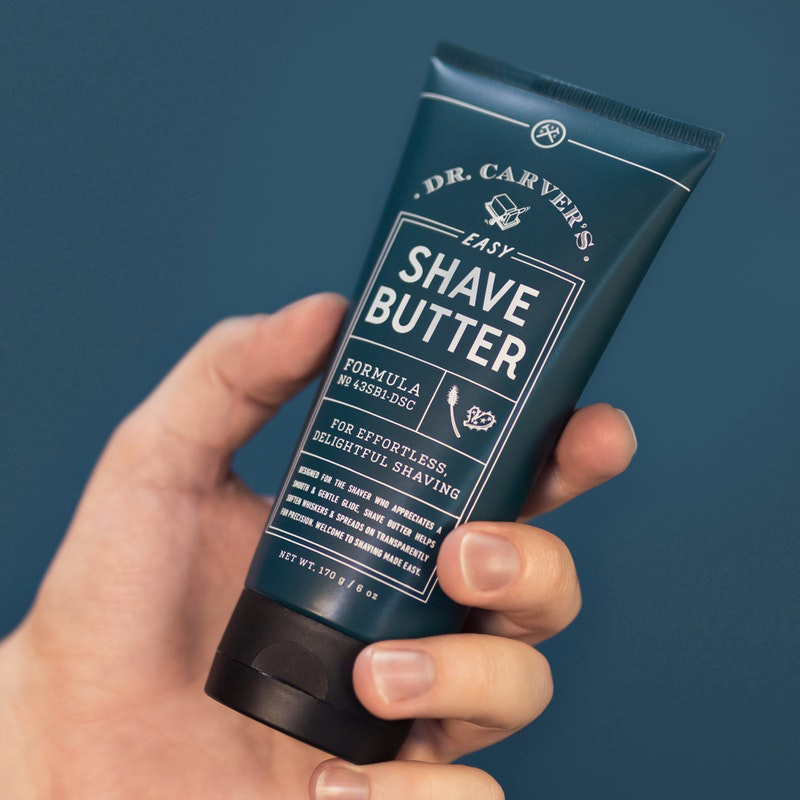 DR. CARVER'S
EASY
SHAVE
BUTTER
FORMULA
Nº 43SB1-DSC
FOR EFFORTLESS,
DELIGHTFUL SHAVING
DESIGNED FOR THE SHAVER WHO APPRECIATES A
SMOOTH & GENTLE GLIDE. SHAVE BUTTER HELPS
SOFTEN WHISKERS & SPREADS ON TRANSPARENTLY
FOR PRECISION. WELCOME TO SHAVING MADE EASY.
NET WT. 170 g / 6 oz